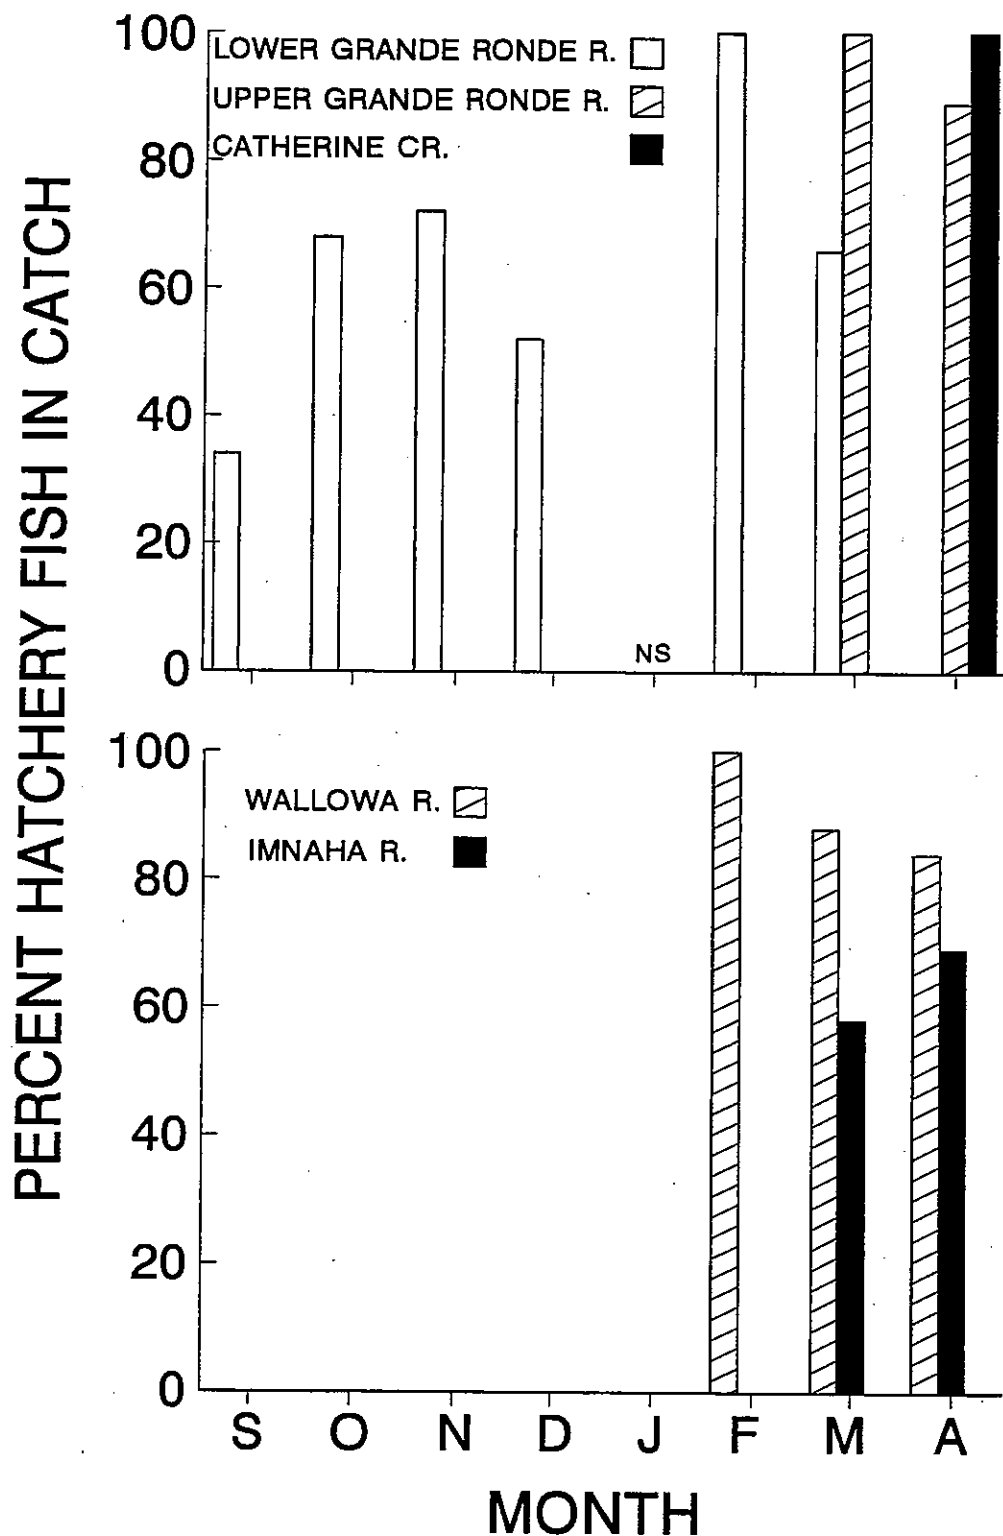 PERCENT HATCHERY FISH IN CATCH
100
80
60
40
20
0
LOWER GRANDE RONDE R.
UPPER GRANDE RONDE R.
CATHERINE CR.
NS
100
80
60
40
20
0
WALLOWA R.
IMNAHA R.
S O N D J F M A
MONTH